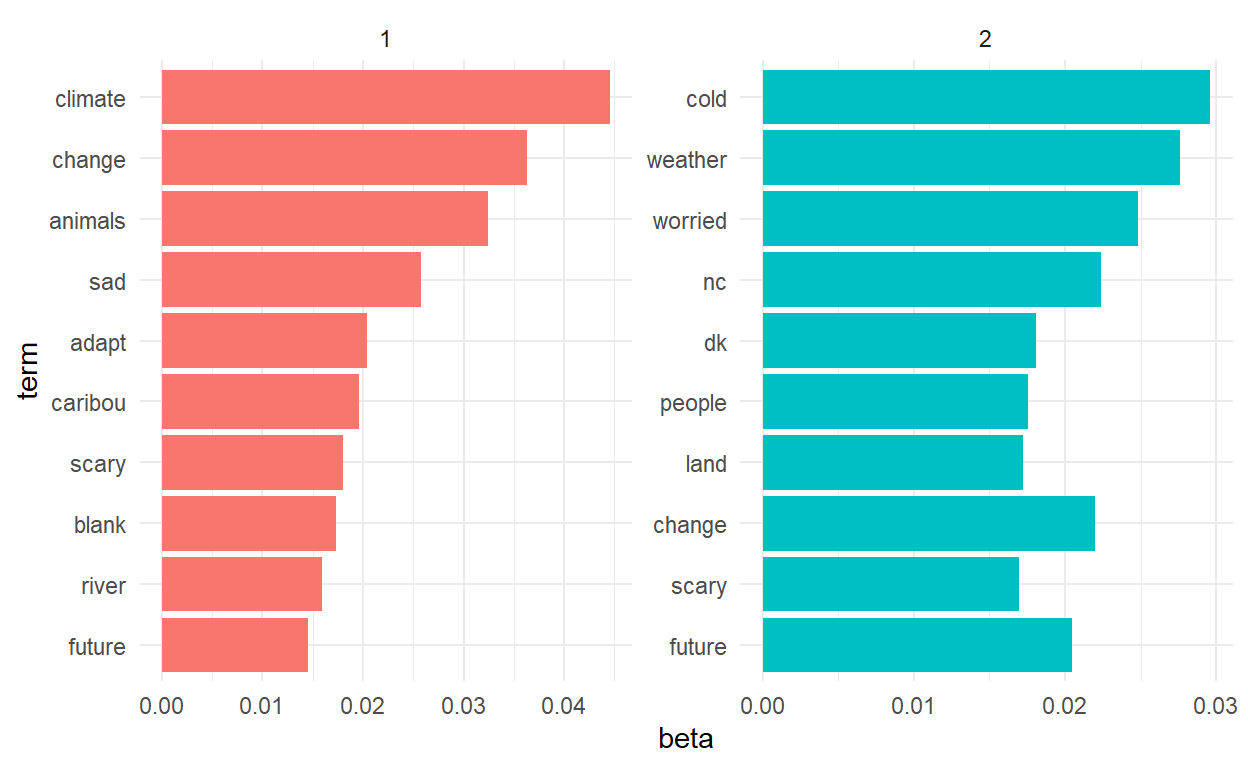 1
2
climate
change
animals
sad
adapt
caribou
scary
blank
river
future
cold
weather
worried
nc
dk
people
land
change
scary
future
term
0.00 0.01 0.02 0.03 0.04
0.00 0.01 0.02 0.03
beta